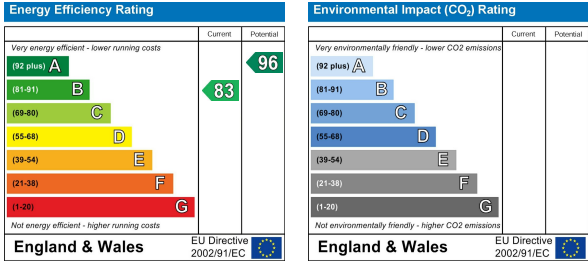 Energy Efficiency Rating
Current Potential
Very energy efficient - lower running costs
(92 plus) A
96
(81-91) B
83
(69-80) C
(55-68) D
(39-54) E
(21-38) F
(1-20) G
Not energy efficient - higher running costs
England & Wales
EU Directive
2002/91/EC
Environmental Impact (CO₂) Rating
Current Potential
Very environmentally friendly - lower CO2 emissions
(92 plus) A
(81-91) B
(69-80) C
(55-68) D
(39-54) E
(21-38) F
(1-20) G
Not environmentally friendly - higher CO2 emissions
England & Wales
EU Directive
2002/91/EC